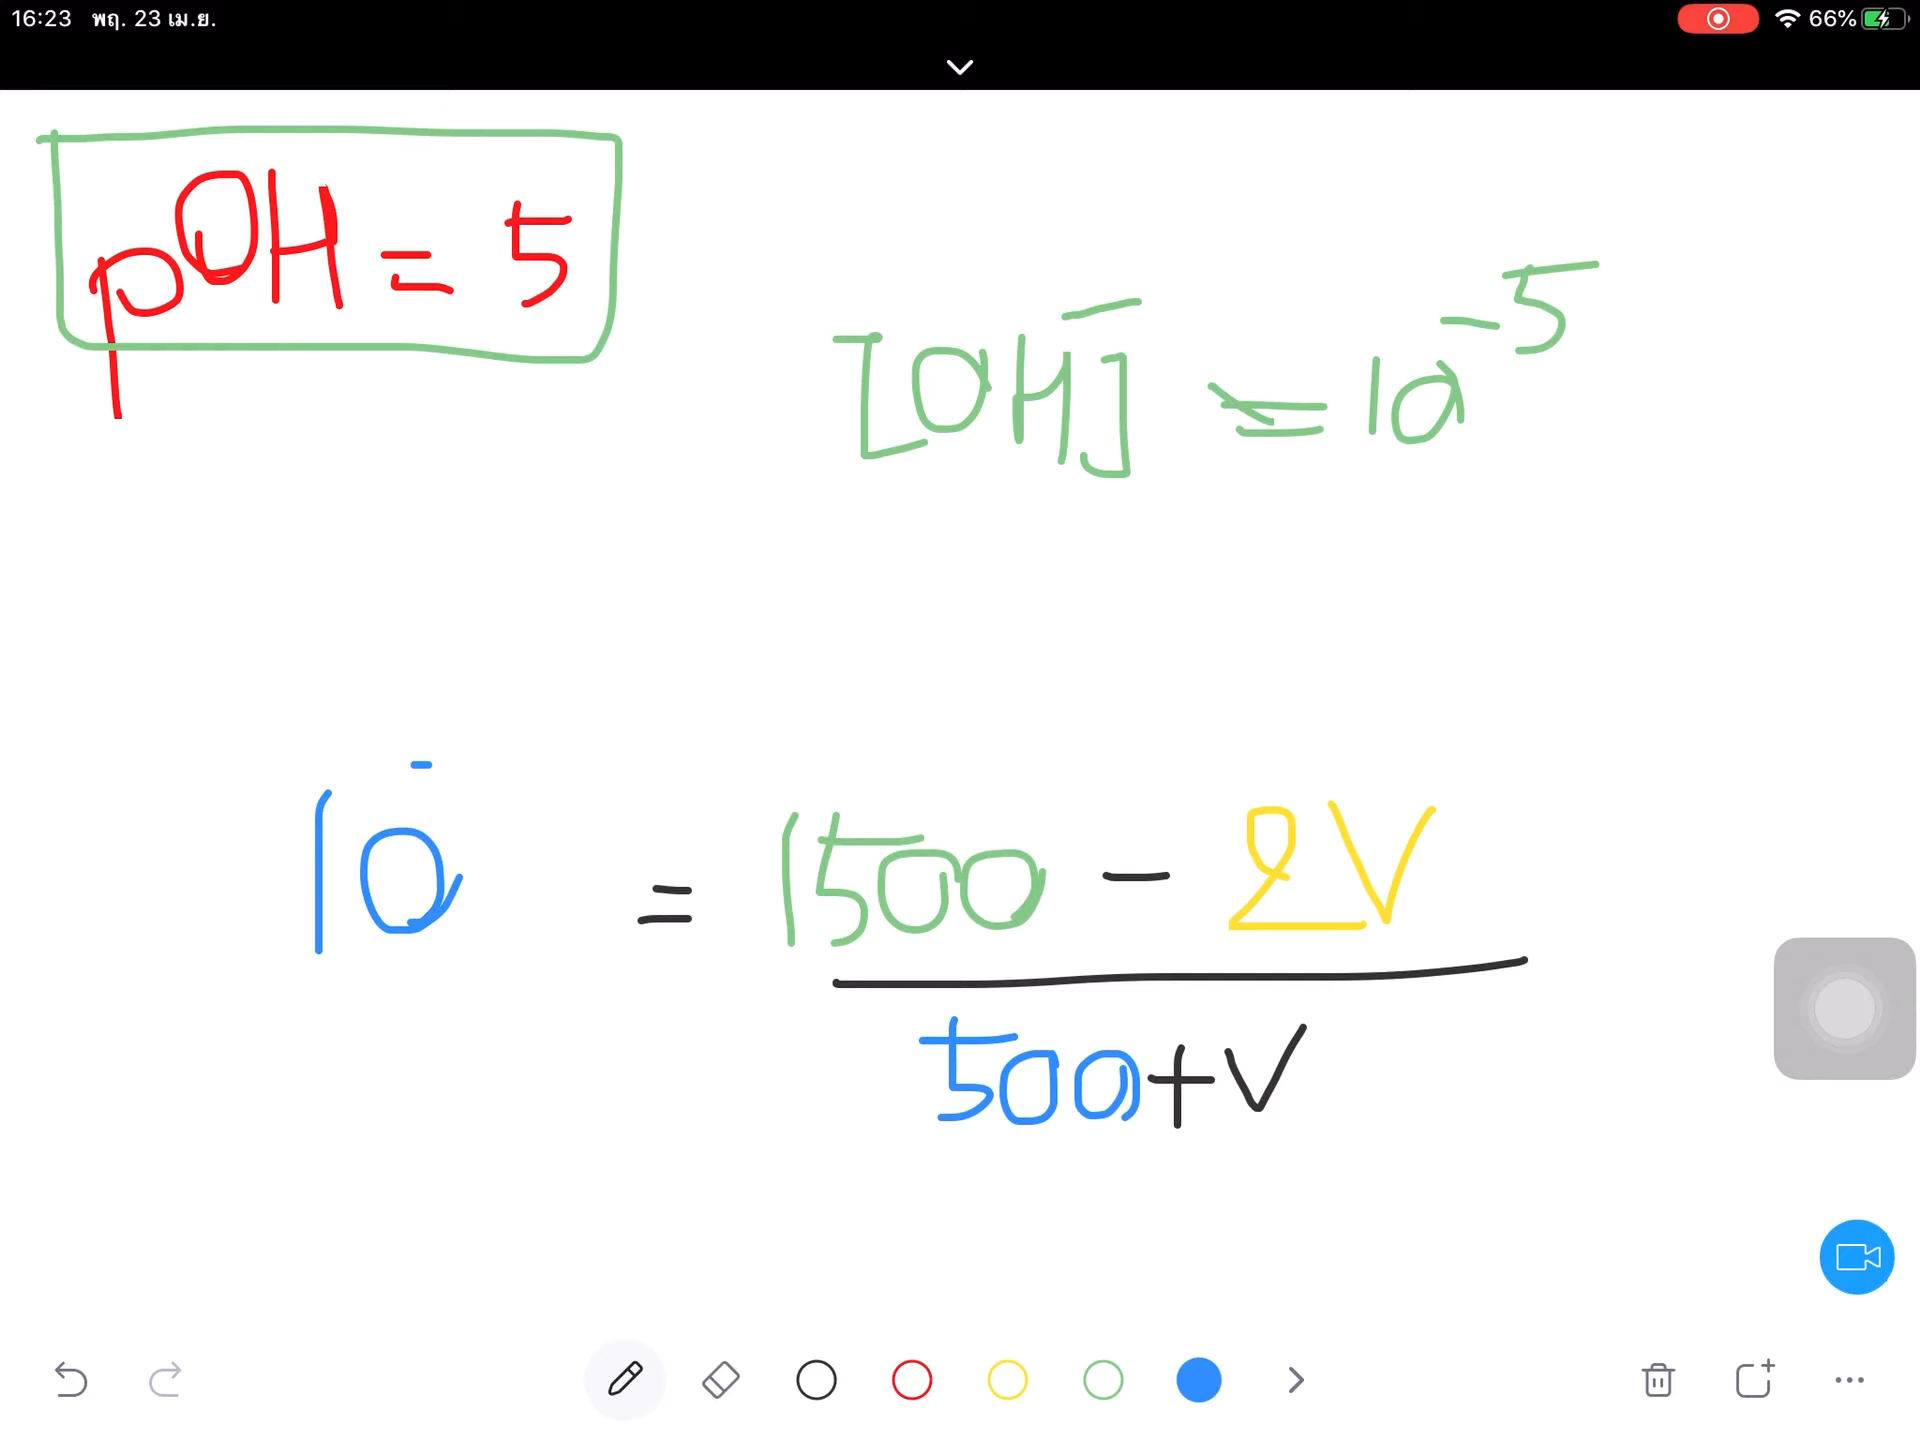 16:23 พฤ. 23 เม.ย. 66%
pOH = 5
[OH⁻] = 10⁻⁵
10⁻ = 1500 - 2V
500+V